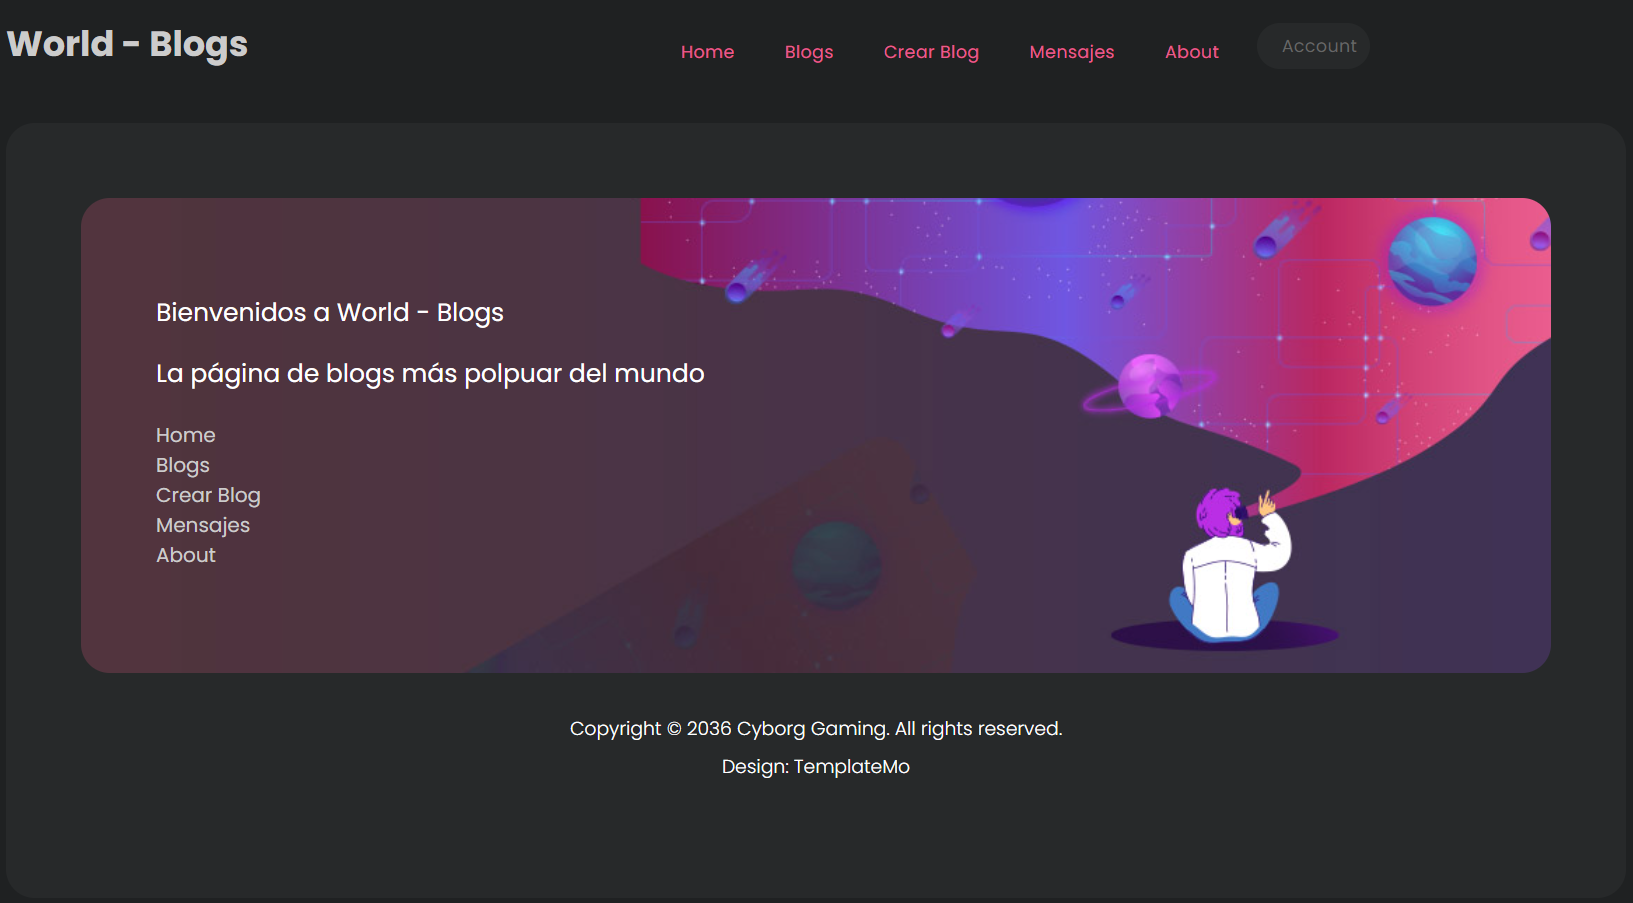 World - Blogs
Home Blogs Crear Blog Mensajes About Account
Bienvenidos a World - Blogs
La página de blogs más polpuar del mundo
Home
Blogs
Crear Blog
Mensajes
About
Copyright © 2036 Cyborg Gaming. All rights reserved.
Design: TemplateMo